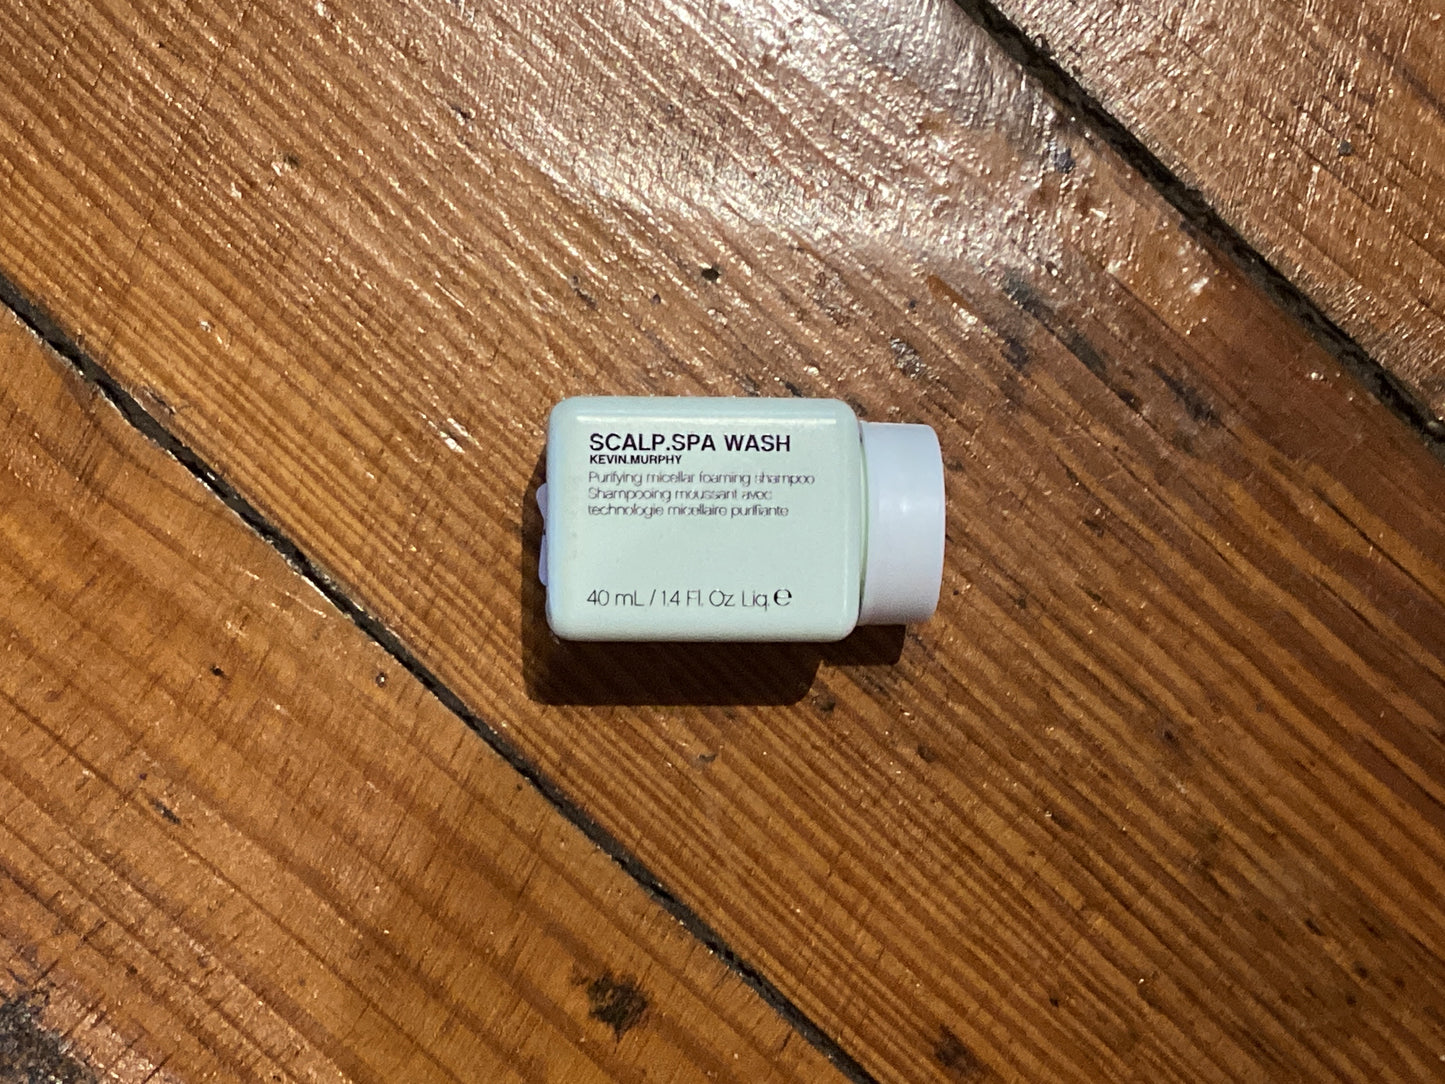 SCALP.SPA WASH
KEVIN.MURPHY
Purifying micellar foaming shampoo
Shampooing moussant avec
technologie micellaire purifiante
40 mL / 1.4 Fl. Oz. Liq. ℮